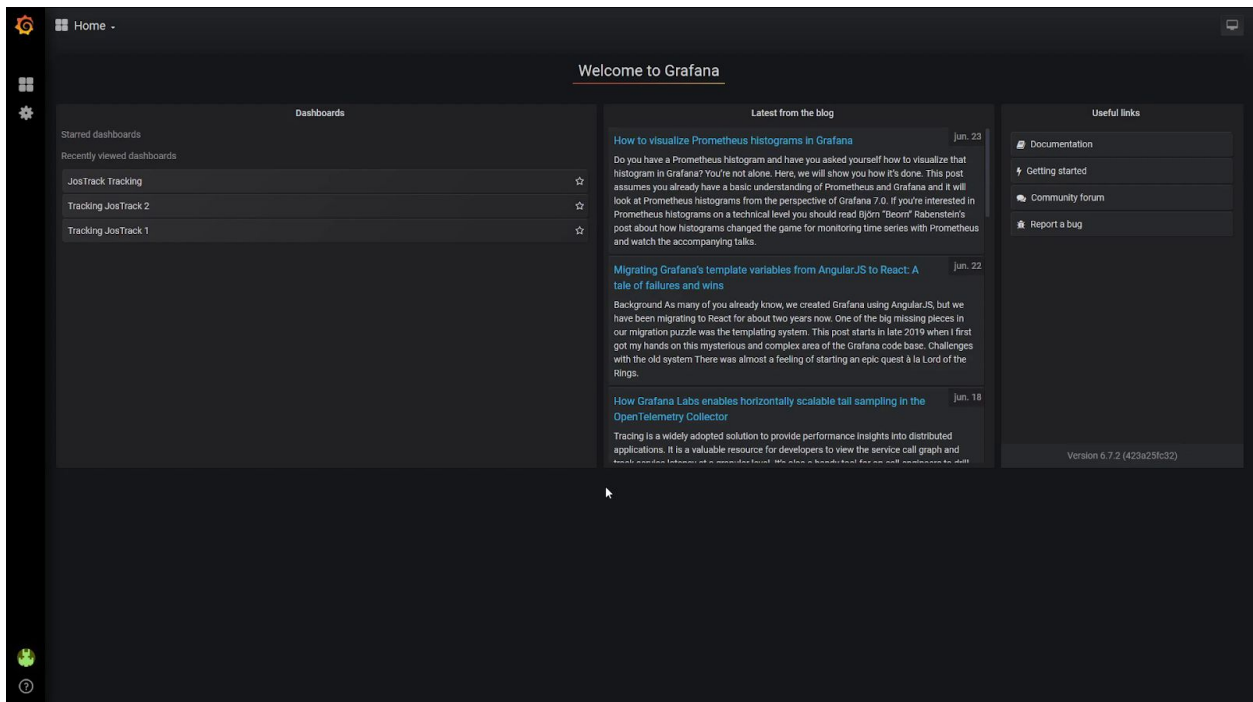 Home
Welcome to Grafana
Dashboards
Starred dashboards
Recently viewed dashboards
JosTrack Tracking
Tracking JosTrack 2
Tracking JosTrack 1
Latest from the blog
How to visualize Prometheus histograms in Grafana
jun. 23
Do you have a Prometheus histogram and have you asked yourself how to visualize that
histogram in Grafana? You're not alone. Here, we will show you how it's done. This post
assumes you already have a basic understanding of Prometheus and Grafana and it will
look at Prometheus histograms from the perspective of Grafana 7.0. If you're interested in
Prometheus histograms on a technical level you should read Björn "Beorn" Rabenstein's
post about how histograms changed the game for monitoring time series with Prometheus
and watch the accompanying talks.
Migrating Grafana's template variables from AngularJS to React: A
tale of failures and wins
jun. 22
Background As many of you already know, we created Grafana using AngularJS, but we
have been migrating to React for about two years now. One of the big missing pieces in
our migration puzzle was the templating system. This post starts in late 2019 when I first
got my hands on this mysterious and complex area of the Grafana code base. Challenges
with the old system There was almost a feeling of starting an epic quest à la Lord of the
Rings.
How Grafana Labs enables horizontally scalable tail sampling in the
OpenTelemetry Collector
jun. 18
Tracing is a widely adopted solution to provide performance insights into distributed
applications. It is a valuable resource for developers to view the service call graph and
Useful links
Documentation
Getting started
Community forum
Report a bug
Version 6.7.2 (423a25fc32)